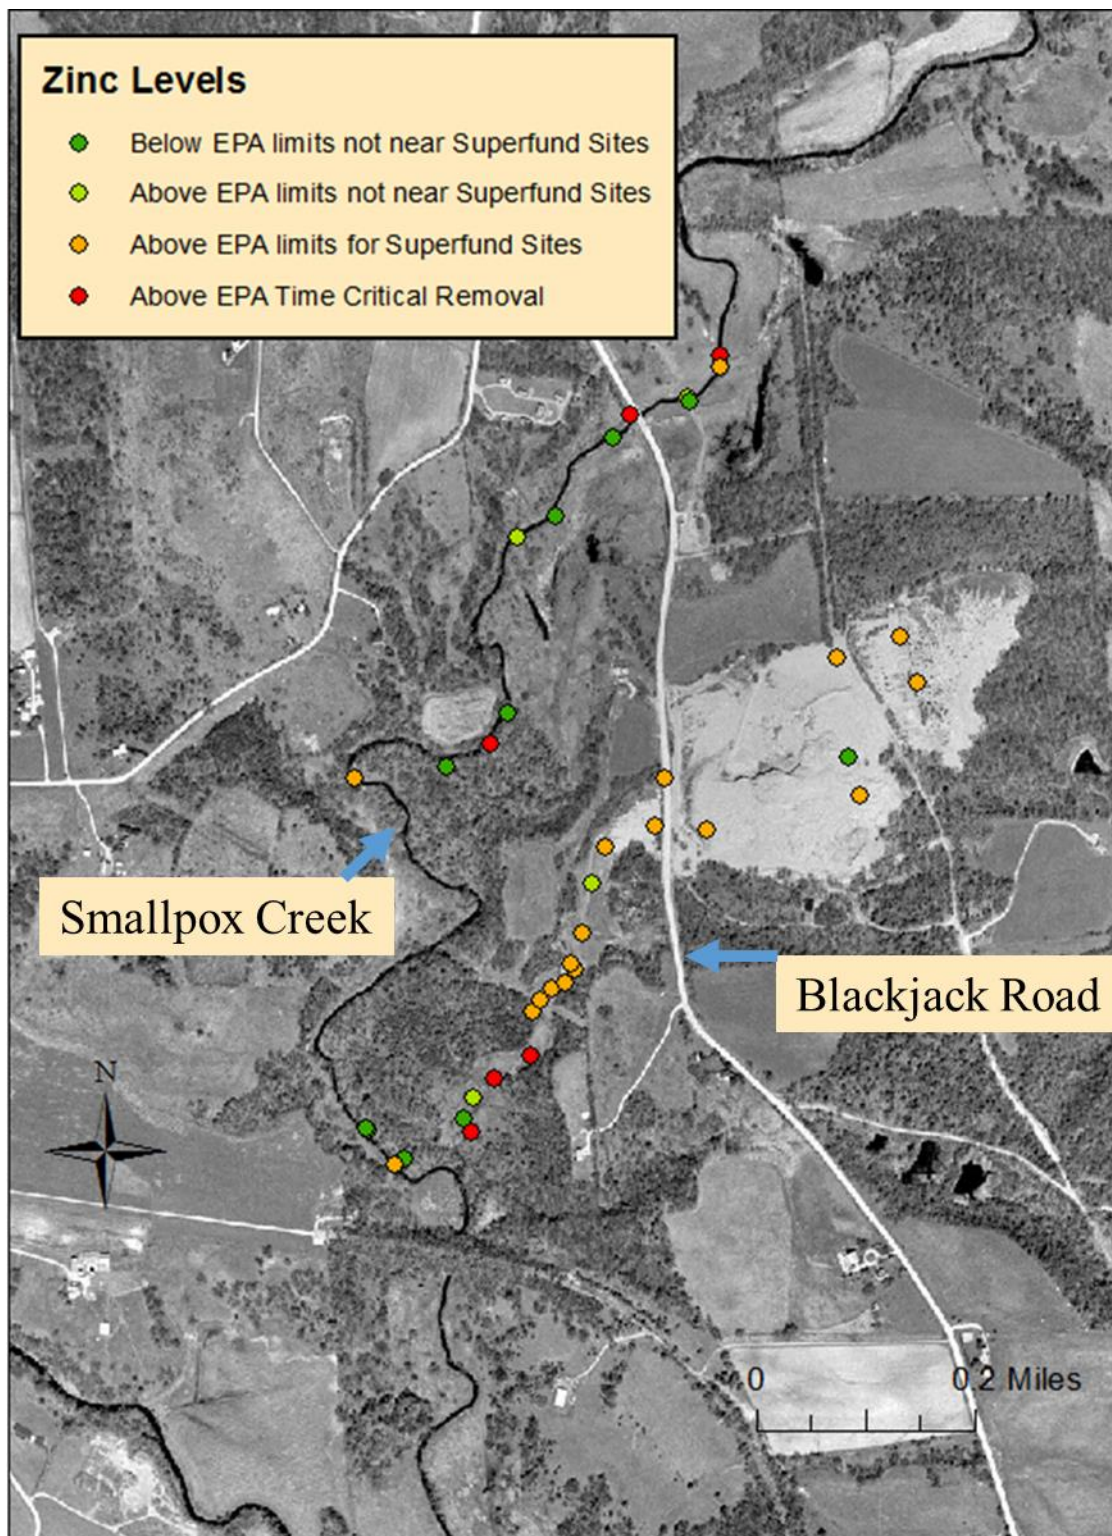 Zinc Levels
Below EPA limits not near Superfund Sites
Above EPA limits not near Superfund Sites
Above EPA limits for Superfund Sites
Above EPA Time Critical Removal
Smallpox Creek
Blackjack Road
N
0 0.2 Miles